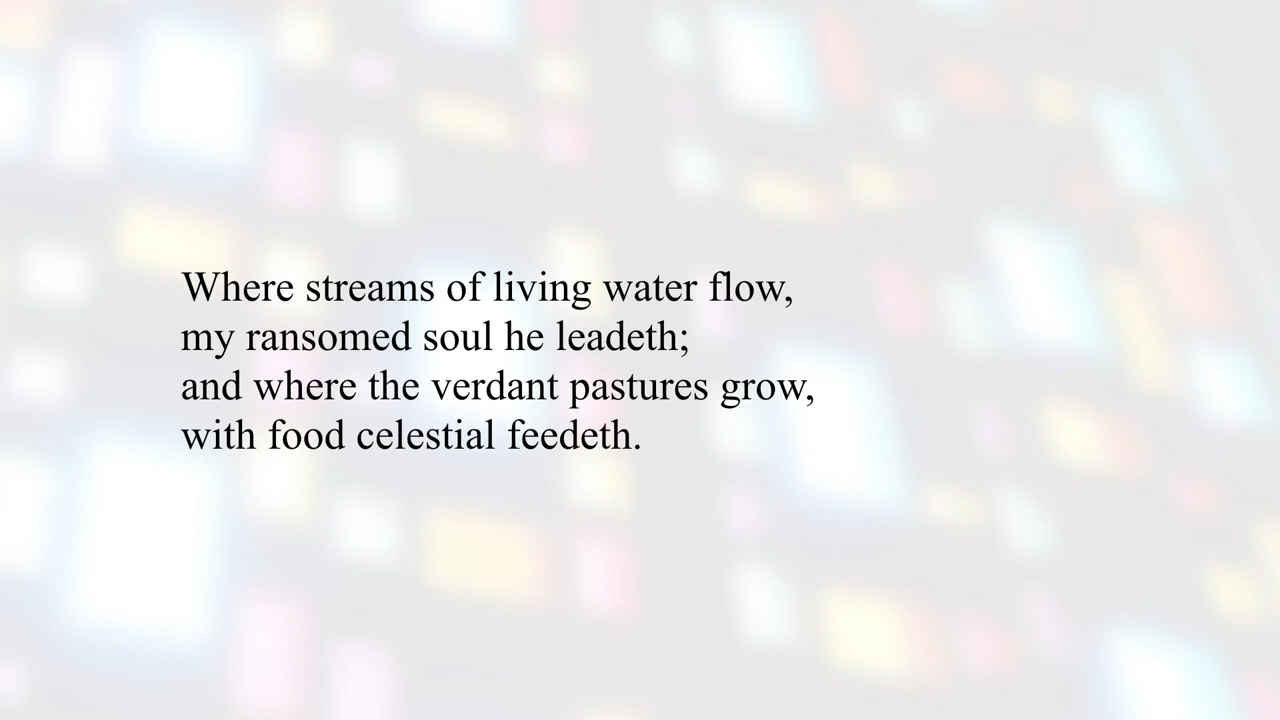 Where streams of living water flow,
my ransomed soul he leadeth;
and where the verdant pastures grow,
with food celestial feedeth.